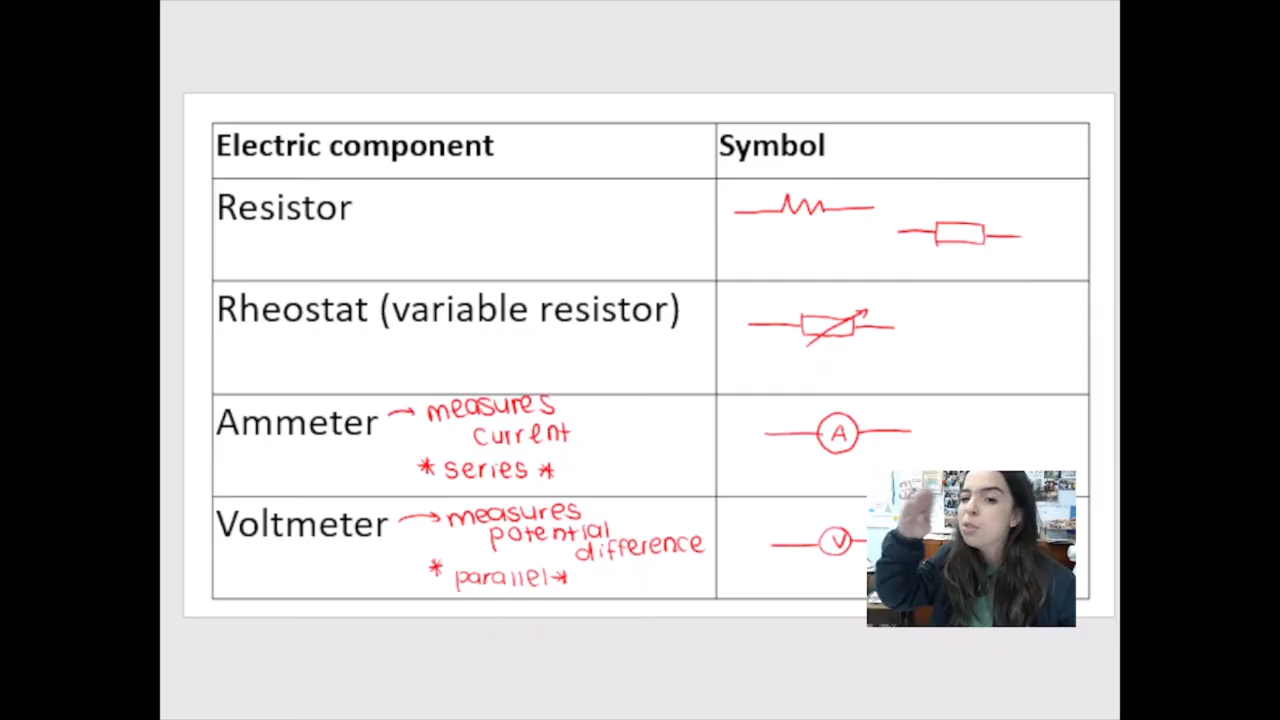 Electric component Symbol
Resistor
Rheostat (variable resistor)
Ammeter → measures
current
* series *
A
Voltmeter → measures
potential
difference
* parallel *
V